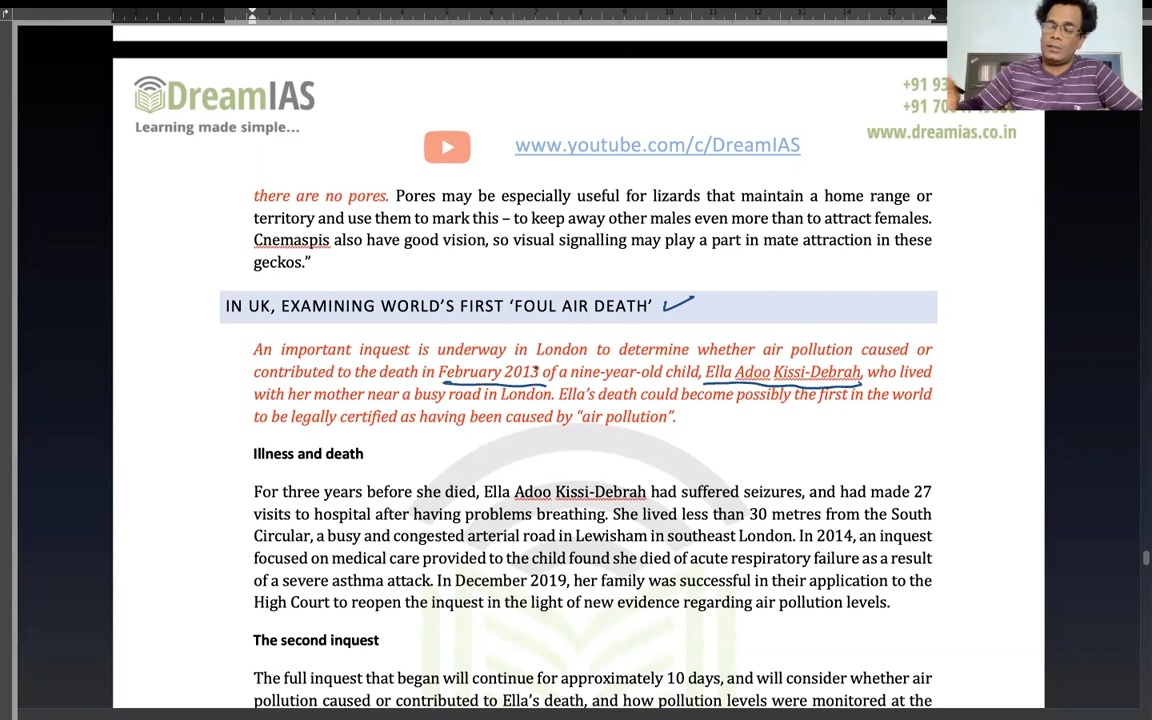 DreamIAS
Learning made simple...
+91 93
+91 70
www.dreamias.co.in
www.youtube.com/c/DreamIAS
there are no pores. Pores may be especially useful for lizards that maintain a home range or
territory and use them to mark this – to keep away other males even more than to attract females.
Cnemaspis also have good vision, so visual signalling may play a part in mate attraction in these
geckos.”
IN UK, EXAMINING WORLD’S FIRST ‘FOUL AIR DEATH’
An important inquest is underway in London to determine whether air pollution caused or
contributed to the death in February 2013 of a nine-year-old child, Ella Adoo Kissi-Debrah, who lived
with her mother near a busy road in London. Ella’s death could become possibly the first in the world
to be legally certified as having been caused by “air pollution”.
Illness and death
For three years before she died, Ella Adoo Kissi-Debrah had suffered seizures, and had made 27
visits to hospital after having problems breathing. She lived less than 30 metres from the South
Circular, a busy and congested arterial road in Lewisham in southeast London. In 2014, an inquest
focused on medical care provided to the child found she died of acute respiratory failure as a result
of a severe asthma attack. In December 2019, her family was successful in their application to the
High Court to reopen the inquest in the light of new evidence regarding air pollution levels.
The second inquest
The full inquest that began will continue for approximately 10 days, and will consider whether air
pollution caused or contributed to Ella’s death, and how pollution levels were monitored at the